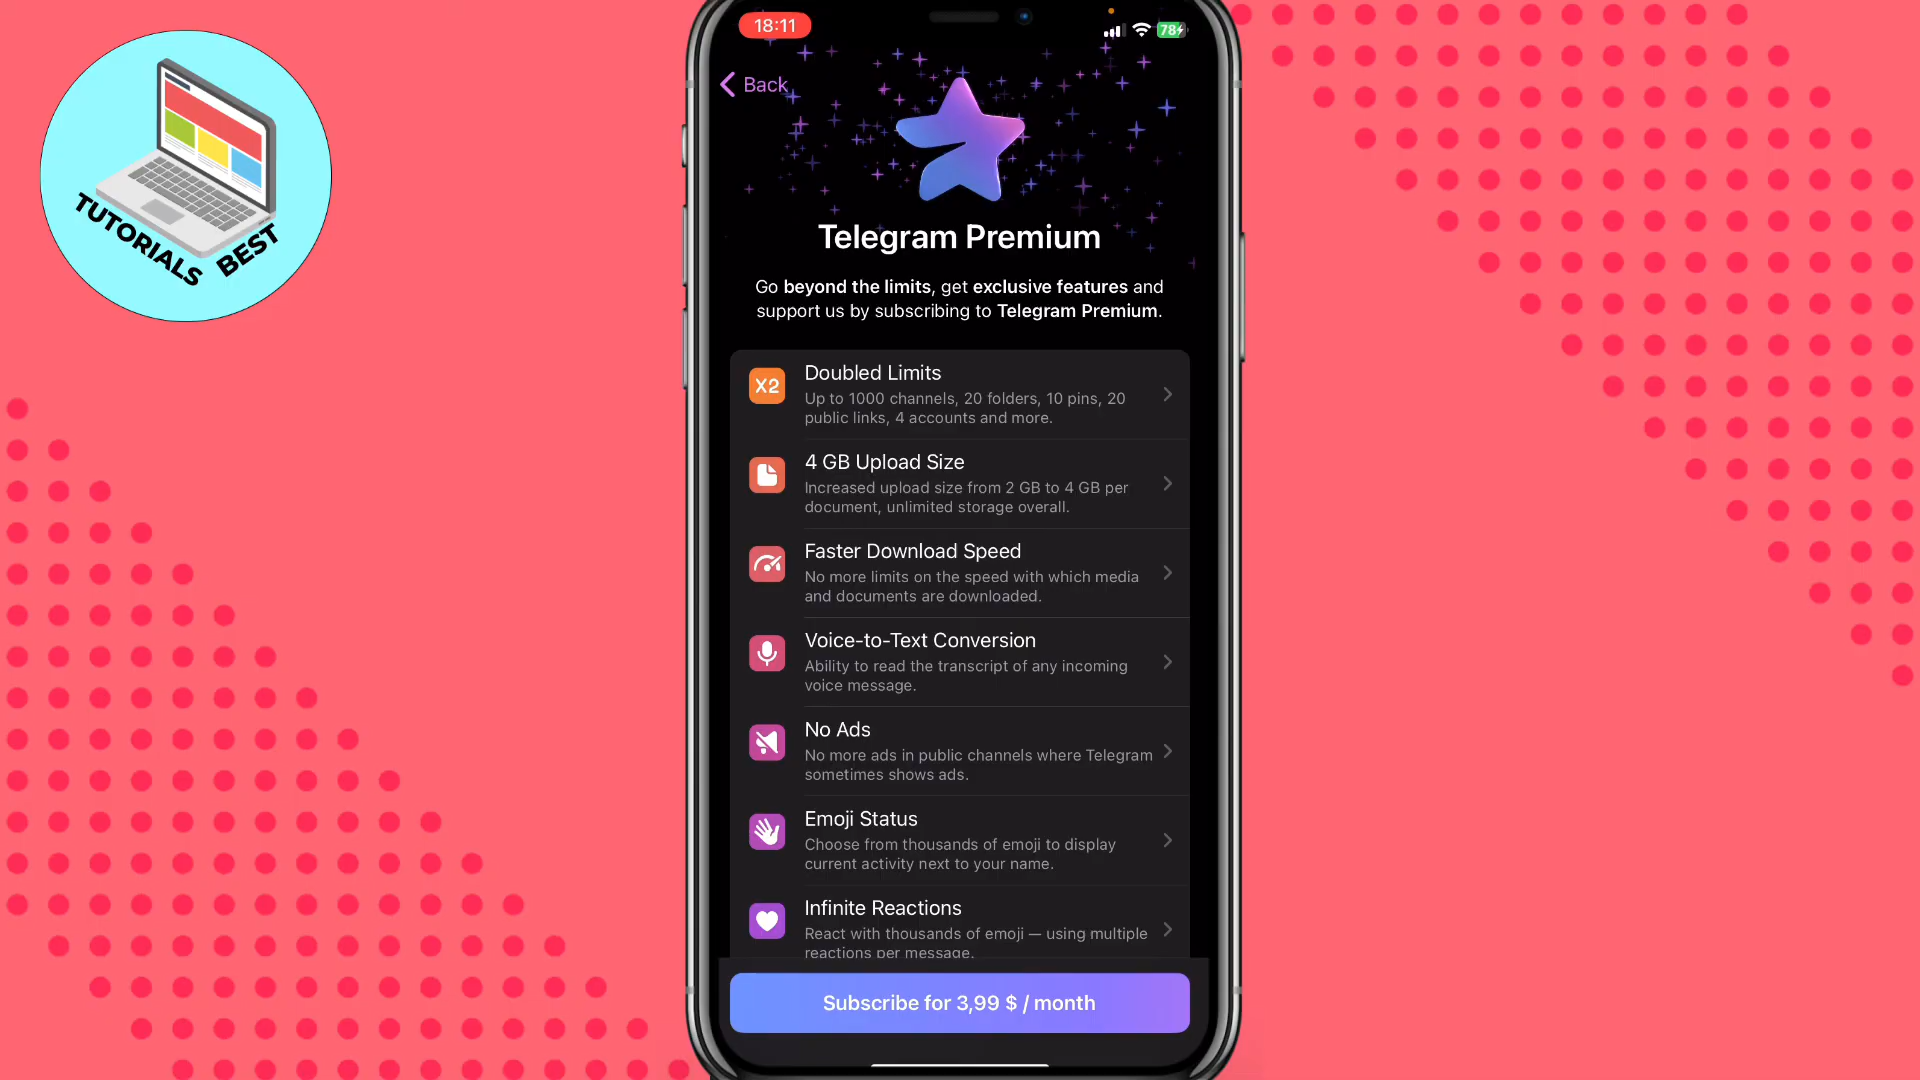 TUTORIALS BEST
18:11
78
Back
Telegram Premium
Go beyond the limits, get exclusive features and
support us by subscribing to Telegram Premium.
X2
Doubled Limits
Up to 1000 channels, 20 folders, 10 pins, 20
public links, 4 accounts and more.
4 GB Upload Size
Increased upload size from 2 GB to 4 GB per
document, unlimited storage overall.
Faster Download Speed
No more limits on the speed with which media
and documents are downloaded.
Voice-to-Text Conversion
Ability to read the transcript of any incoming
voice message.
No Ads
No more ads in public channels where Telegram
sometimes shows ads.
Emoji Status
Choose from thousands of emoji to display
current activity next to your name.
Infinite Reactions
React with thousands of emoji — using multiple
reactions per message.
Subscribe for 3,99 $ / month